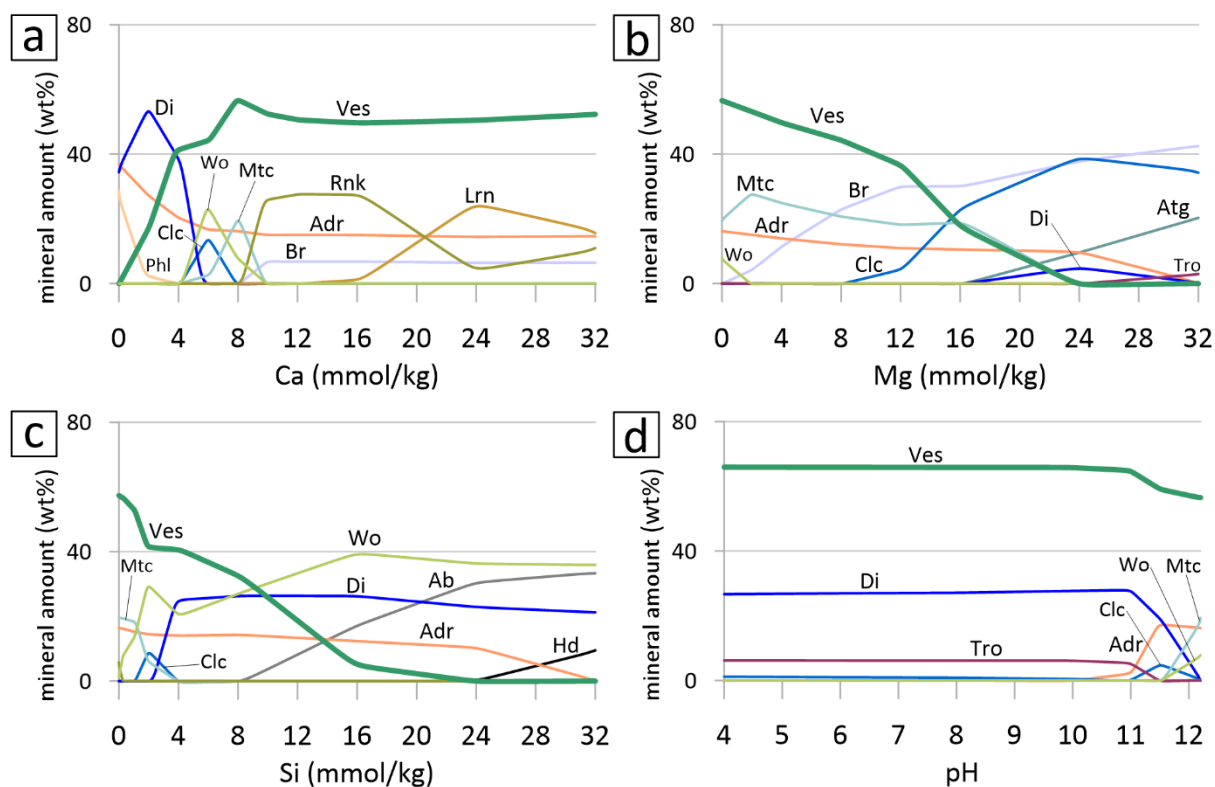 a
80
40
0
mineral amount (wt%)
Di
Ves
Wo
Mtc
Rnk
Lrn
Clc
Adr
Phl
Br
0 4 8 12 16 20 24 28 32
Ca (mmol/kg)
b
80
40
0
mineral amount (wt%)
Ves
Br
Mtc
Di
Atg
Adr
Wo
Clc
Tro
0 4 8 12 16 20 24 28 32
Mg (mmol/kg)
c
80
40
0
mineral amount (wt%)
Ves
Wo
Mtc
Di
Ab
Adr
Clc
Hd
0 4 8 12 16 20 24 28 32
Si (mmol/kg)
d
80
40
0
mineral amount (wt%)
Ves
Wo
Mtc
Di
Clc
Adr
Tro
4 5 6 7 8 9 10 11 12
pH